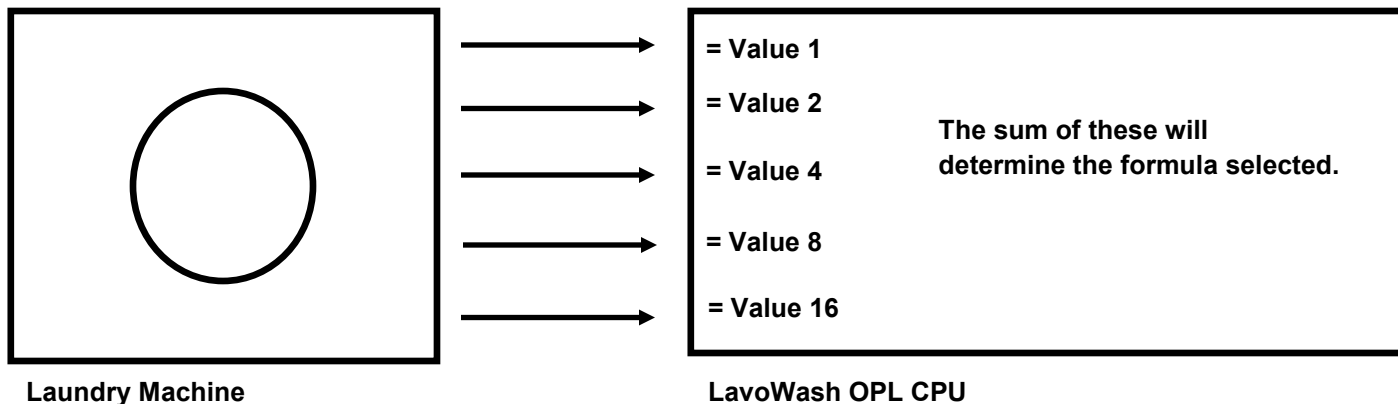 = Value 1
= Value 2
The sum of these will
determine the formula selected.
= Value 4
= Value 8
= Value 16
Laundry Machine
LavoWash OPL CPU